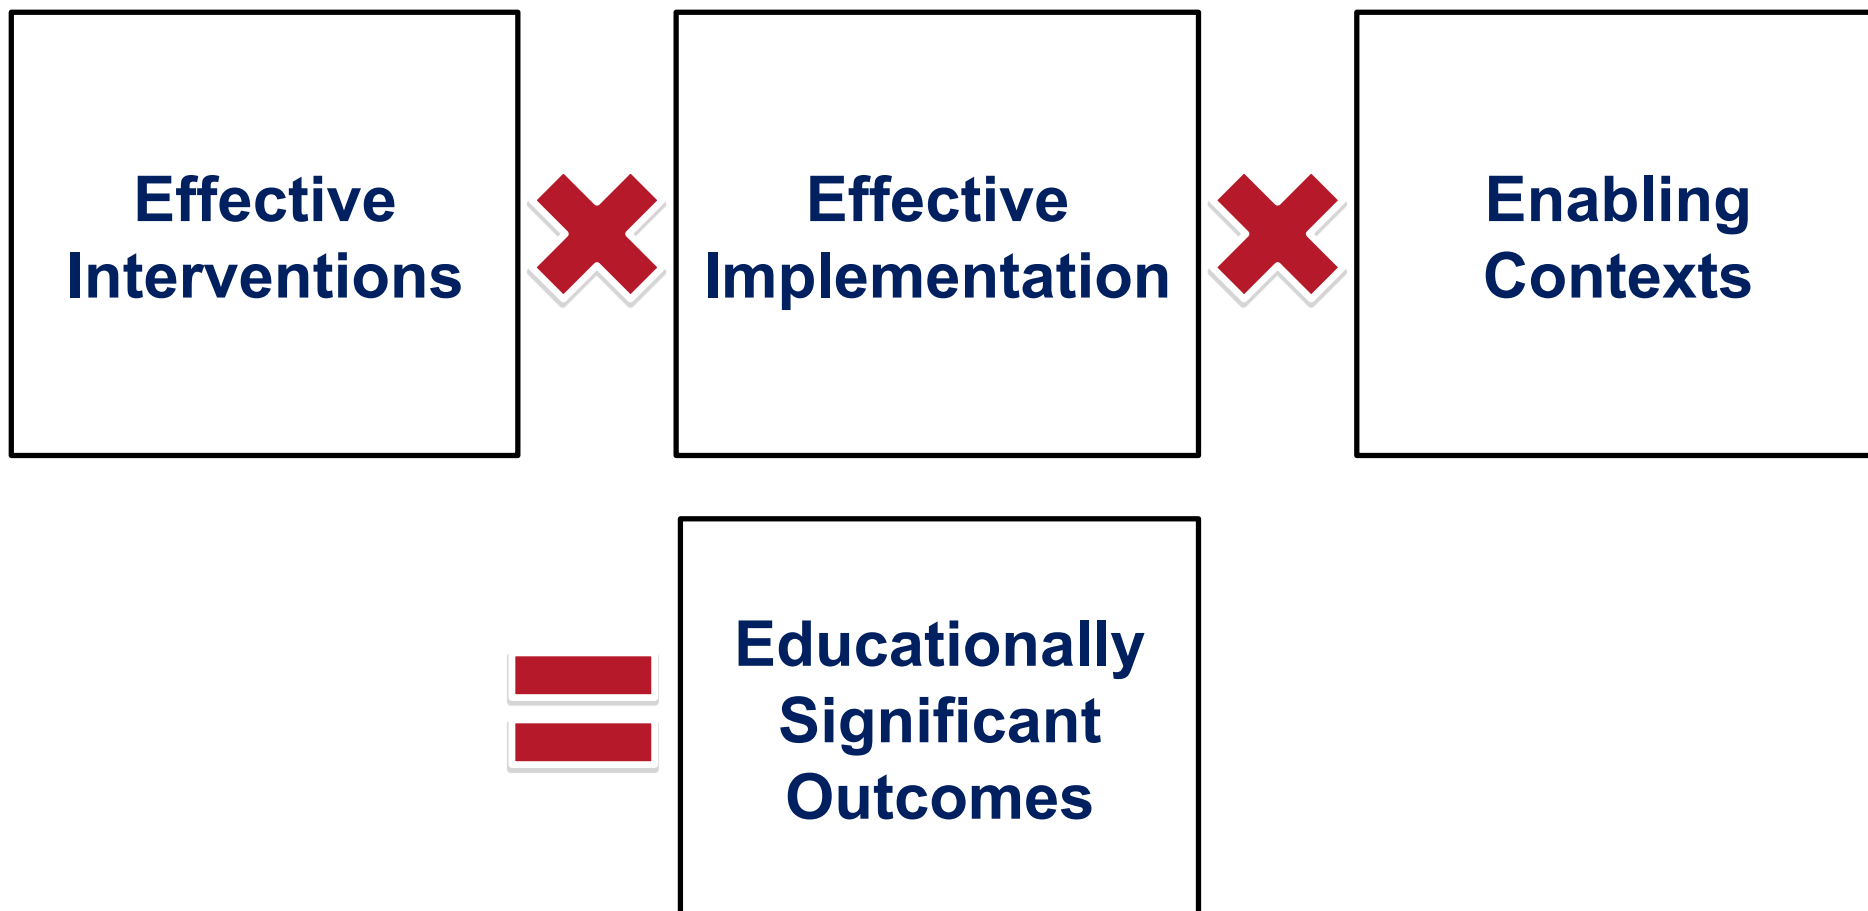 Effective
Interventions
Effective
Implementation
Enabling
Contexts
Educationally
Significant
Outcomes